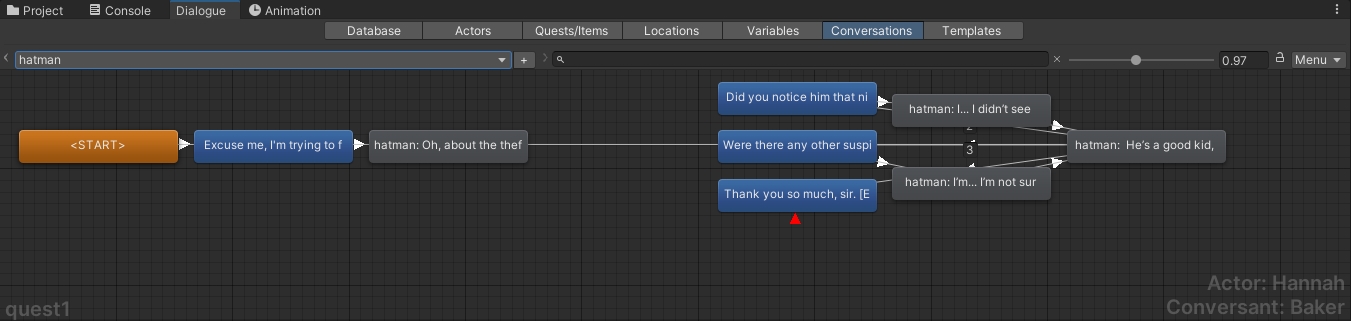 Project Console Dialogue Animation
Database Actors Quests/Items Locations Variables Conversations Templates
hatman + 0.97 Menu
Did you notice him that ni
hatman: I... I didn't see
<START> Excuse me, I'm trying to f hatman: Oh, about the thef Were there any other suspi 3 hatman:  He's a good kid,
hatman: I'm... I'm not sur
Thank you so much, sir. [E
Actor: Hannah
quest1 Conversant: Baker